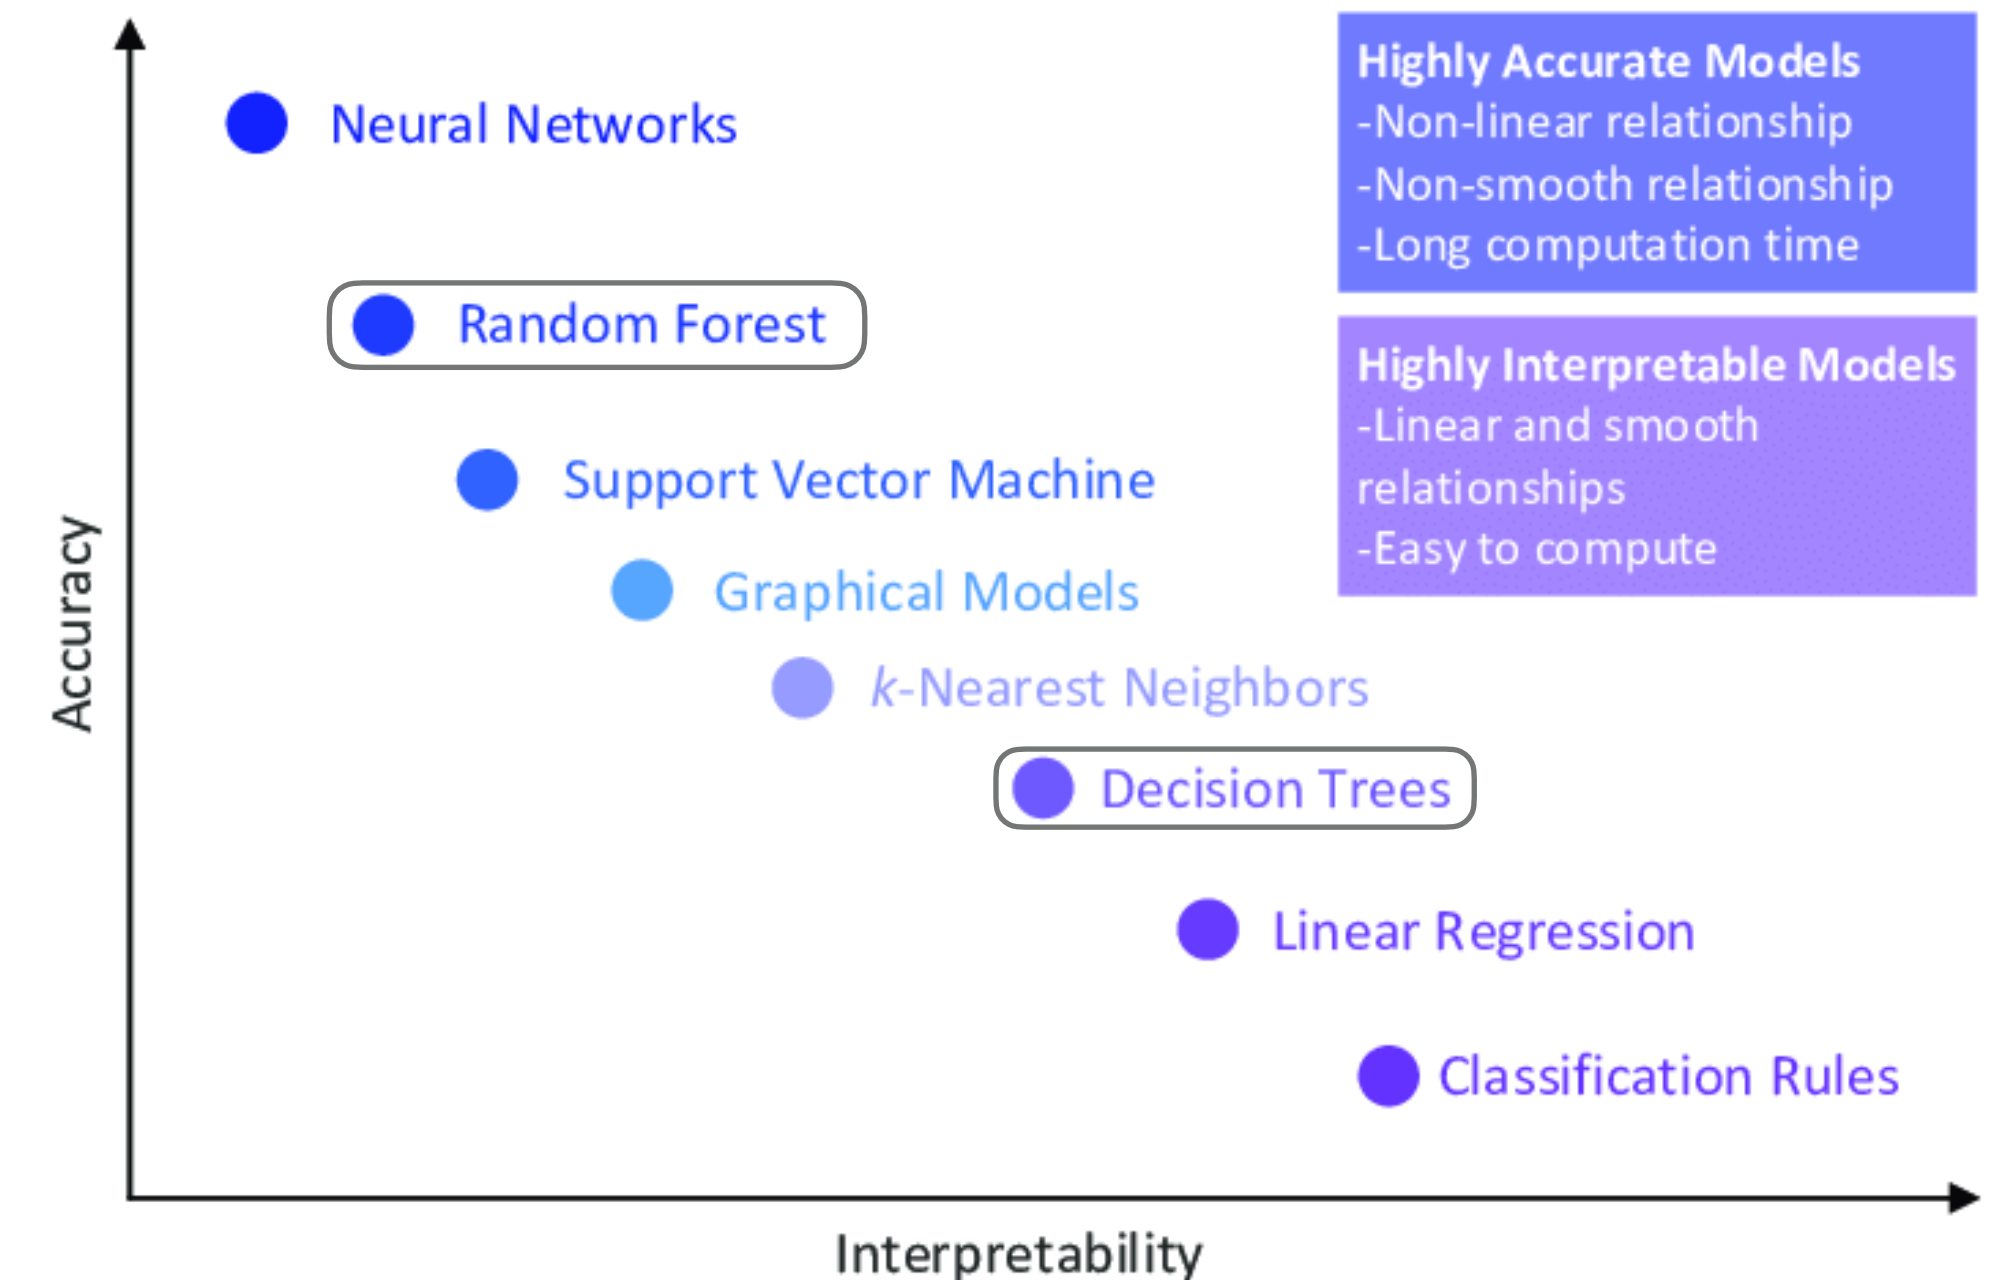 Highly Accurate Models
-Non-linear relationship
-Non-smooth relationship
-Long computation time
Highly Interpretable Models
-Linear and smooth
relationships
-Easy to compute
Neural Networks
Random Forest
Support Vector Machine
Graphical Models
k-Nearest Neighbors
Decision Trees
Linear Regression
Classification Rules
Accuracy
Interpretability